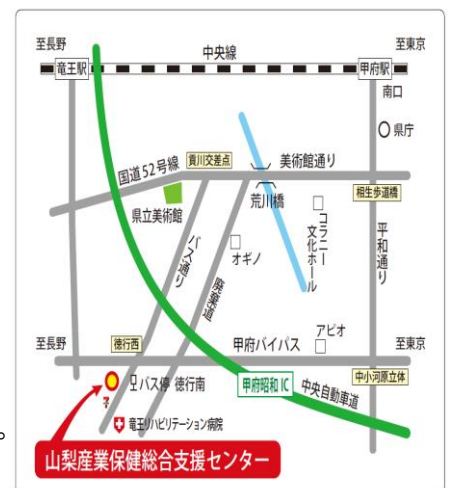 至長野
中央線
至東京
竜王駅
甲府駅
南口
県庁
国道52号線
貢川交差点
美術館通り
県立美術館
荒川橋
相生歩道橋
バス通り
オギノ
コラニー
文化ホール
平和通り
廃軌道
至長野
徳行西
甲府バイパス
アピオ
至東京
バス停 徳行南
甲府昭和IC
中央自動車道
中小河原立体
竜王リハビリテーション病院
。
山梨産業保健総合支援センター